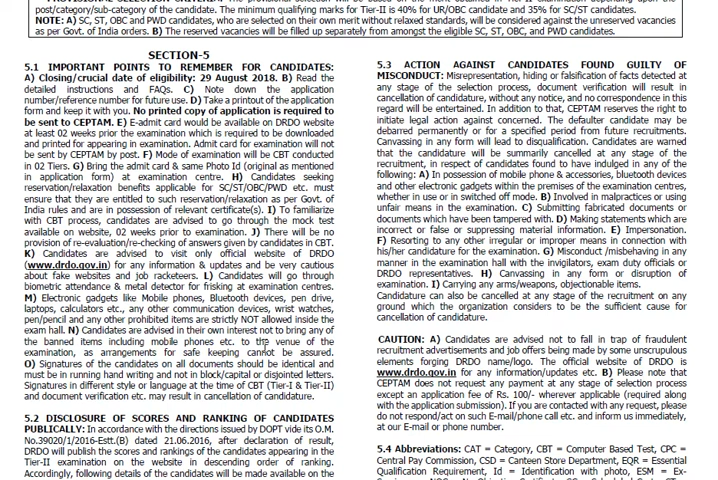 PROVISIONAL SELECTION
post/category/sub-category of the candidate. The minimum qualifying marks for Tier-II is 40% for UR/OBC candidate and 35% for SC/ST candidates.
NOTE: A) SC, ST, OBC and PWD candidates, who are selected on their own merit without relaxed standards, will be considered against the unreserved vacancies
as per Govt. of India orders. B) The reserved vacancies will be filled up separately from amongst the eligible SC, ST, OBC, and PWD candidates.
SECTION-5
5.1 IMPORTANT POINTS TO REMEMBER FOR CANDIDATES:
A) Closing/crucial date of eligibility: 29 August 2018. B) Read the
detailed instructions and FAQs. C) Note down the application
number/reference number for future use. D) Take a printout of the application
form and keep it with you. No printed copy of application is required to
be sent to CEPTAM. E) E-admit card would be available on DRDO website
at least 02 weeks prior the examination which is required to be downloaded
and printed for appearing in examination. Admit card for examination will not
be sent by CEPTAM by post. F) Mode of examination will be CBT conducted
in 02 Tiers. G) Bring the admit card & same Photo Id (original as mentioned
in application form) at examination centre. H) Candidates seeking
reservation/relaxation benefits applicable for SC/ST/OBC/PWD etc. must
ensure that they are entitled to such reservation/relaxation as per Govt. of
India rules and are in possession of relevant certificate(s). I) To familiarize
with CBT process, candidates are advised to go through the mock test
available on website, 02 weeks prior to examination. J) There will be no
provision of re-evaluation/re-checking of answers given by candidates in CBT.
K) Candidates are advised to visit only official website of DRDO
(www.drdo.gov.in) for any information & updates and be very cautious
about fake websites and job racketeers. L) Candidates will go through
biometric attendance & metal detector for frisking at examination centres.
M) Electronic gadgets like Mobile phones, Bluetooth devices, pen drive,
laptops, calculators etc., any other communication devices, wrist watches,
pen/pencil and any other prohibited items are strictly NOT allowed inside the
exam hall. N) Candidates are advised in their own interest not to bring any of
the banned items including mobile phones etc. to the venue of the
examination, as arrangements for safe keeping cannot be assured.
O) Signatures of the candidates on all documents should be identical and
must be in running hand writing and not in block/capital or disjointed letters.
Signatures in different style or language at the time of CBT (Tier-I & Tier-II)
and document verification etc. may result in cancellation of candidature.
5.2 DISCLOSURE OF SCORES AND RANKING OF CANDIDATES
PUBLICALLY: In accordance with the directions issued by DOPT vide its O.M
No.39020/1/2016-Estt.(B) dated 21.06.2016, after declaration of result,
DRDO will publish the scores and rankings of the candidates appearing in the
Tier-II examination on the website in descending order of ranking.
Accordingly, following details of the candidates will be made available on the
5.3 ACTION AGAINST CANDIDATES FOUND GUILTY OF
MISCONDUCT: Misrepresentation, hiding or falsification of facts detected at
any stage of the selection process, document verification will result in
cancellation of candidature, without any notice, and no correspondence in this
regard will be entertained. In addition to that, CEPTAM reserves the right to
initiate legal action against concerned. The defaulter candidate may be
debarred permanently or for a specified period from future recruitments.
Canvassing in any form will lead to disqualification. Candidates are warned
that the candidature will be summarily cancelled at any stage of the
recruitment, in respect of candidates found to have indulged in any of the
following: A) In possession of mobile phone & accessories, bluetooth devices
and other electronic gadgets within the premises of the examination centres,
whether in use or in switched off mode. B) Involved in malpractices or using
unfair means in the examination. C) Submitting fabricated documents or
documents which have been tampered with. D) Making statements which are
incorrect or false or suppressing material information. E) Impersonation.
F) Resorting to any other irregular or improper means in connection with
his/her candidature for the examination. G) Misconduct /misbehaving in any
manner in the examination hall with the invigilators, exam duty officials or
DRDO representatives. H) Canvassing in any form or disruption of
examination. I) Carrying any arms/weapons, objectionable items.
Candidature can also be cancelled at any stage of the recruitment on any
ground which the organization considers to be the sufficient cause for
cancellation of candidature.
CAUTION: A) Candidates are advised not to fall in trap of fraudulent
recruitment advertisements and job offers being made by some unscrupulous
elements forging DRDO name/logo. The official website of DRDO is
www.drdo.gov.in for any information/updates etc. B) Please note that
CEPTAM does not request any payment at any stage of selection process
except an application fee of Rs. 100/- wherever applicable (required along
with the application submission). If you are contacted with any request, please
do not respond/act on such E-mail/phone call etc. and inform us immediately,
at our E-mail or phone number.
5.4 Abbreviations: CAT = Category, CBT = Computer Based Test, CPC =
Central Pay Commission, CSD = Canteen Store Department, EQR = Essential
Qualification Requirement, Id = Identification with photo, ESM = Ex-